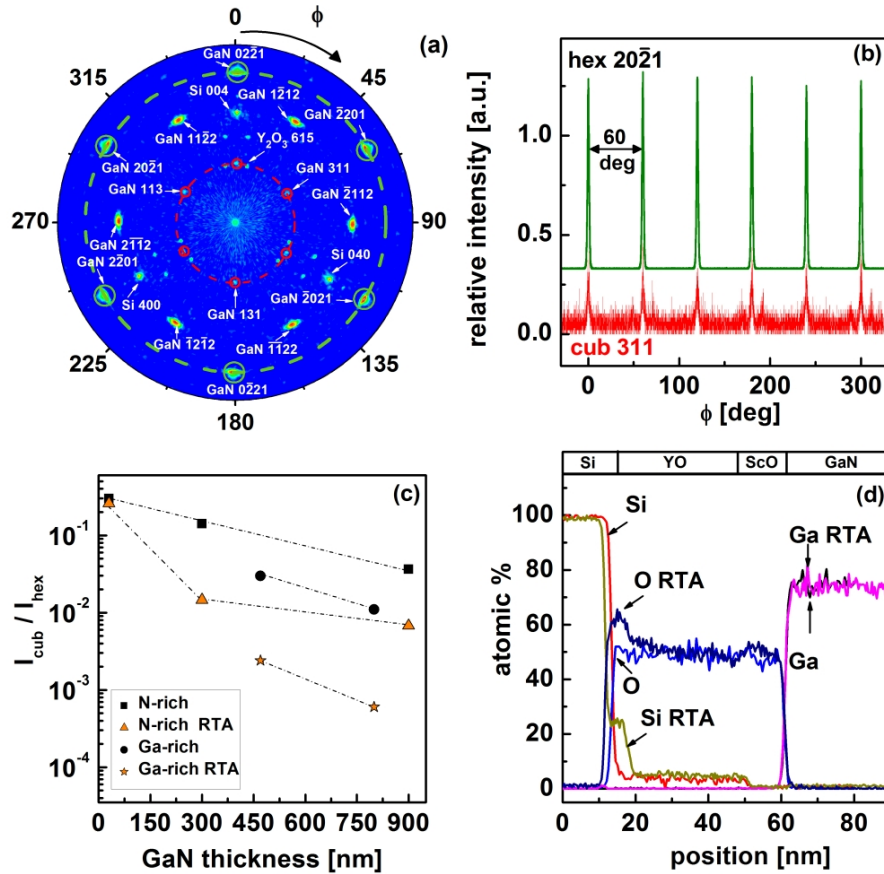 (a)
0
ϕ
45
90
135
180
225
270
315
GaN 022̄1
Si 004
GaN 12̄12
GaN 2̄201
GaN 112̄2
Y₂O₃ 615
GaN 202̄1
GaN 311
GaN 113
GaN 2̄112
GaN 21̄1̄2
GaN 22̄01
Si 040
Si 400
GaN 2̄021
GaN 131
GaN 1̄21̄2
GaN 1̄1̄22
GaN 02̄21
(b)
hex 202̄1
60
deg
cub 311
relative intensity [a.u.]
1.0
0.5
0.0
0 100 200 300
ϕ [deg]
(c)
I_cub / I_hex
10⁻¹
10⁻²
10⁻³
10⁻⁴
N-rich
N-rich RTA
Ga-rich
Ga-rich RTA
0 150 300 450 600 750 900
GaN thickness [nm]
Si YO ScO GaN
(d)
Si
Ga RTA
O RTA
Ga
O
Si RTA
atomic %
100
80
60
40
20
0
0 20 40 60 80
position [nm]